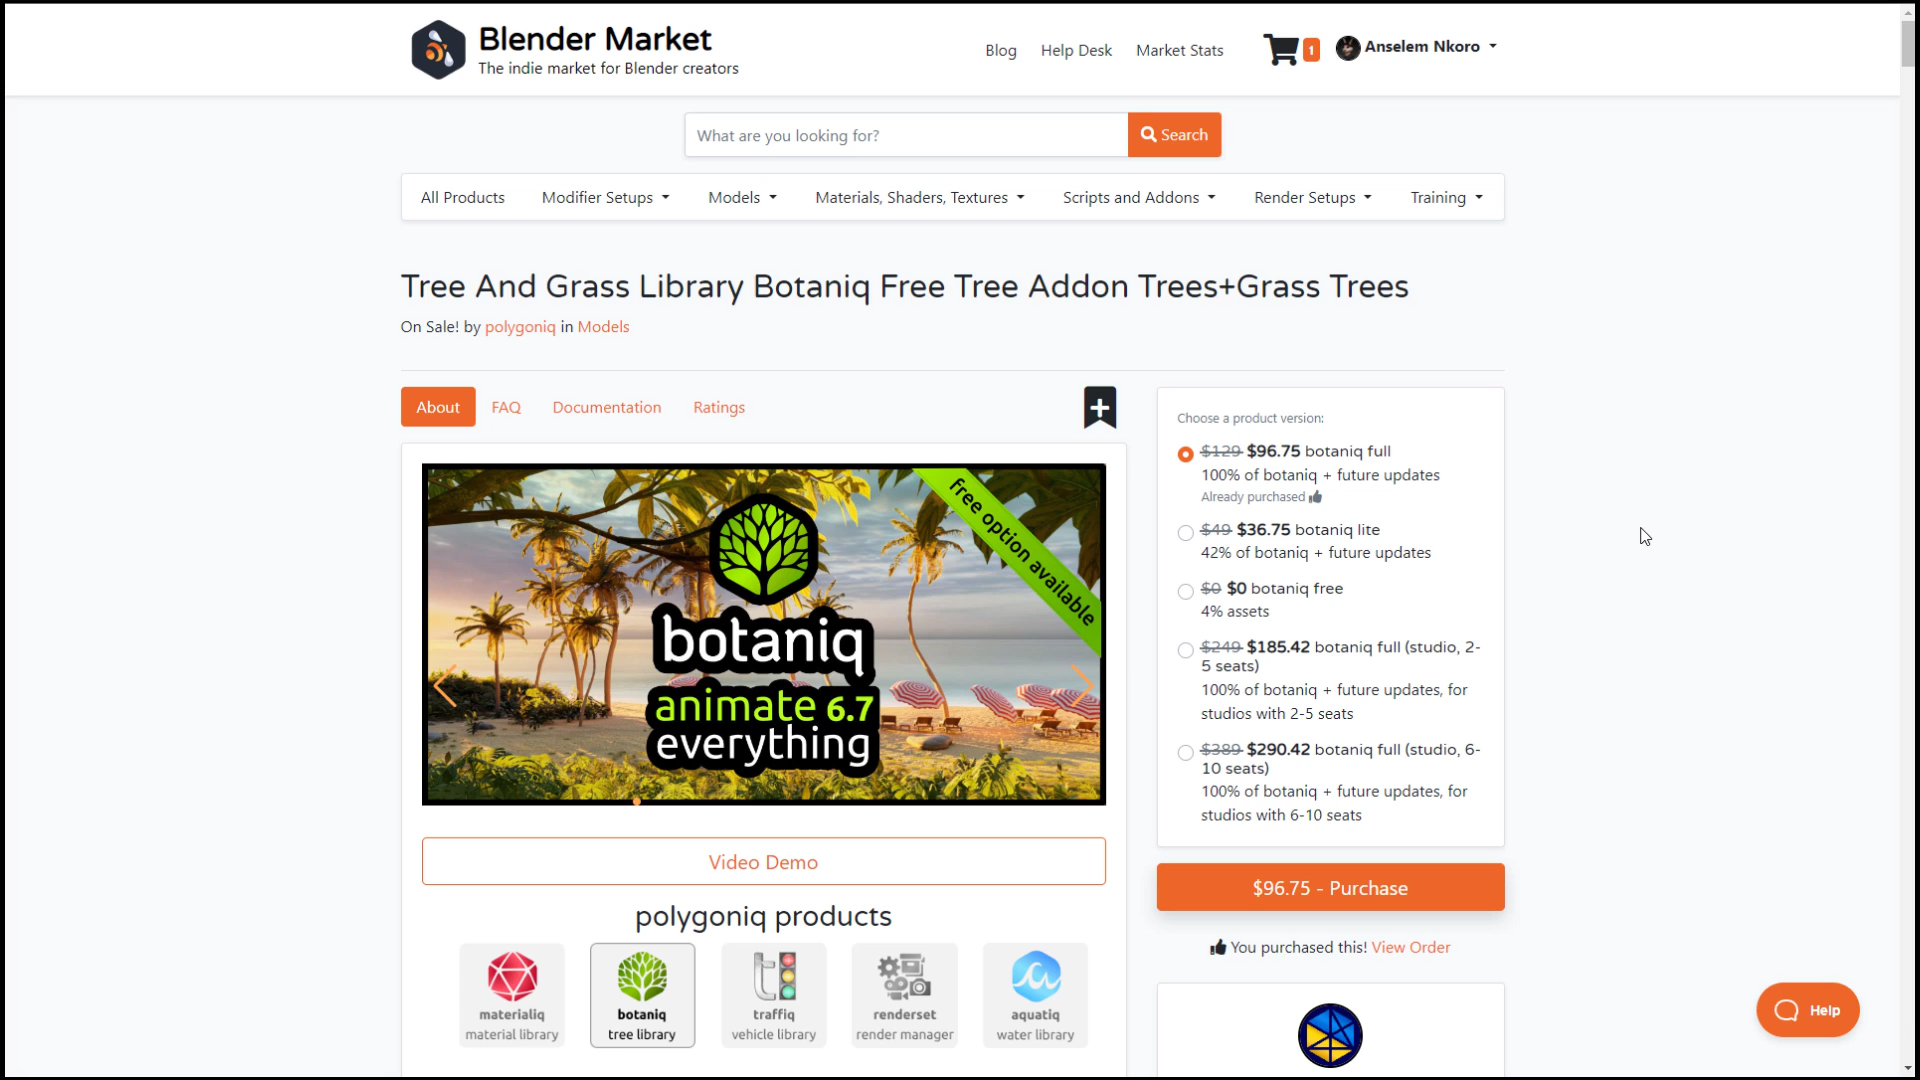 Blender Market
The indie market for Blender creators
Blog
Help Desk
Market Stats
1
Anselem Nkoro
What are you looking for?
Search
All Products
Modifier Setups
Models
Materials, Shaders, Textures
Scripts and Addons
Render Setups
Training
Tree And Grass Library Botaniq Free Tree Addon Trees+Grass Trees
On Sale! by polygoniq in Models
About
FAQ
Documentation
Ratings
free option available
botaniq
animate 6.7
everything
Video Demo
polygoniq products
materialiq
material library
botaniq
tree library
traffiq
vehicle library
renderset
render manager
aquatiq
water library
Choose a product version:
$129 $96.75 botaniq full
100% of botaniq + future updates
Already purchased
$49 $36.75 botaniq lite
42% of botaniq + future updates
$0 $0 botaniq free
4% assets
$249 $185.42 botaniq full (studio, 2-
5 seats)
100% of botaniq + future updates, for
studios with 2-5 seats
$389 $290.42 botaniq full (studio, 6-
10 seats)
100% of botaniq + future updates, for
studios with 6-10 seats
$96.75 - Purchase
You purchased this! View Order
Help